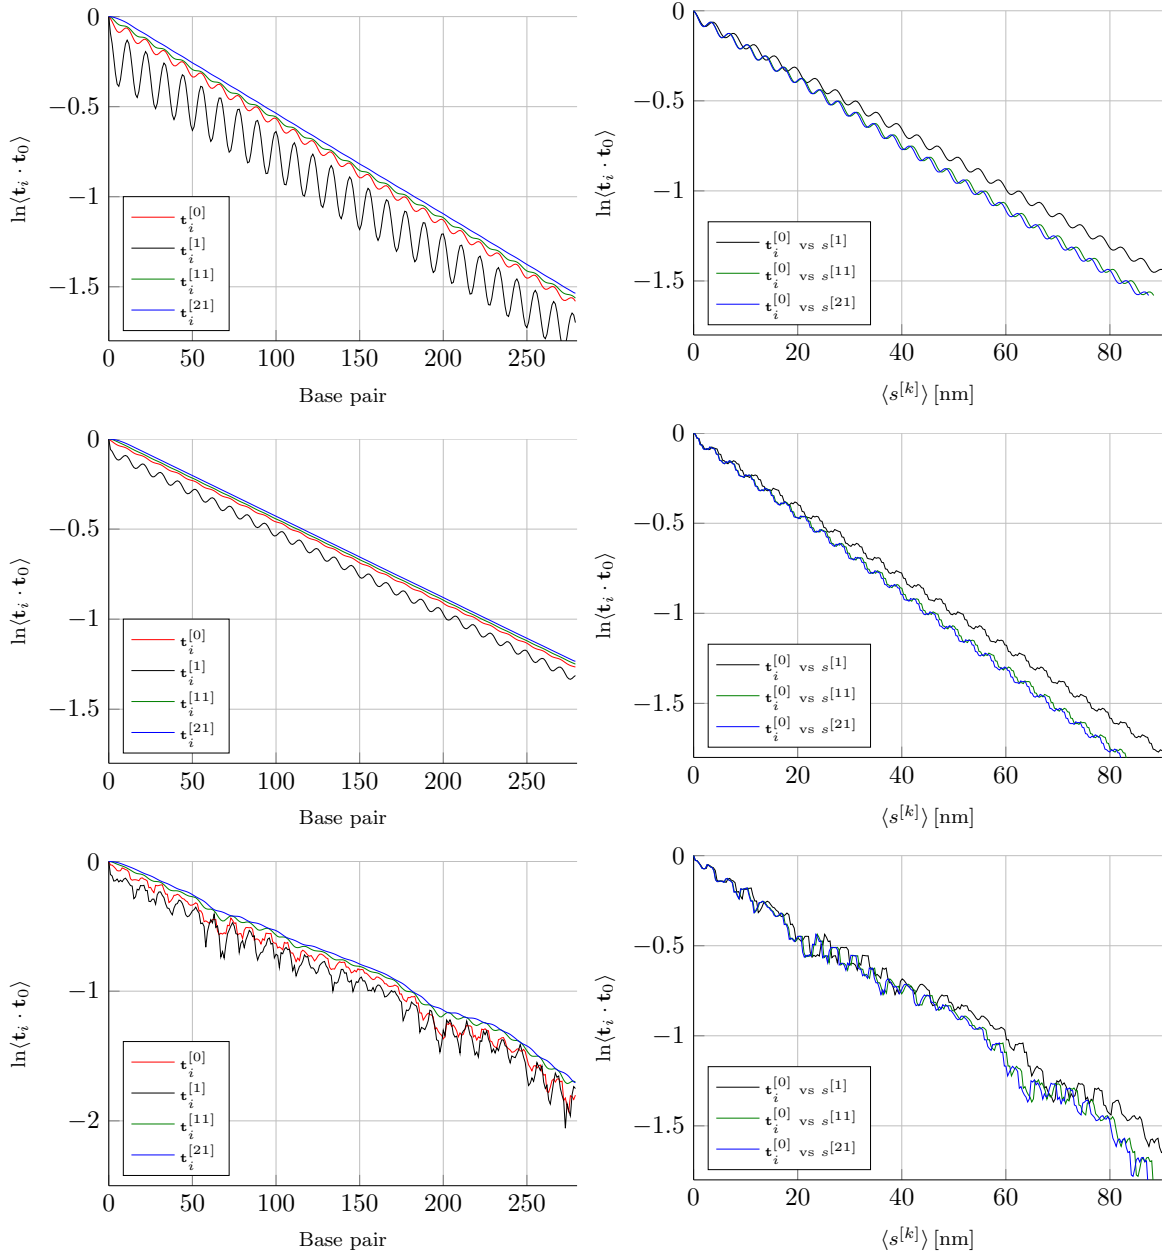 0
−0.5
−1
−1.5
ln⟨t_i · t_0⟩
t_i^[0]
t_i^[1]
t_i^[11]
t_i^[21]
0 50 100 150 200 250
Base pair
0
−0.5
−1
−1.5
ln⟨t_i · t_0⟩
t_i^[0] vs s^[1]
t_i^[0] vs s^[11]
t_i^[0] vs s^[21]
0 20 40 60 80
⟨s^[k]⟩ [nm]
0
−0.5
−1
−1.5
ln⟨t_i · t_0⟩
t_i^[0]
t_i^[1]
t_i^[11]
t_i^[21]
0 50 100 150 200 250
Base pair
0
−0.5
−1
−1.5
ln⟨t_i · t_0⟩
t_i^[0] vs s^[1]
t_i^[0] vs s^[11]
t_i^[0] vs s^[21]
0 20 40 60 80
⟨s^[k]⟩ [nm]
0
−1
−2
ln⟨t_i · t_0⟩
t_i^[0]
t_i^[1]
t_i^[11]
t_i^[21]
0 50 100 150 200 250
Base pair
0
−0.5
−1
−1.5
ln⟨t_i · t_0⟩
t_i^[0] vs s^[1]
t_i^[0] vs s^[11]
t_i^[0] vs s^[21]
0 20 40 60 80
⟨s^[k]⟩ [nm]